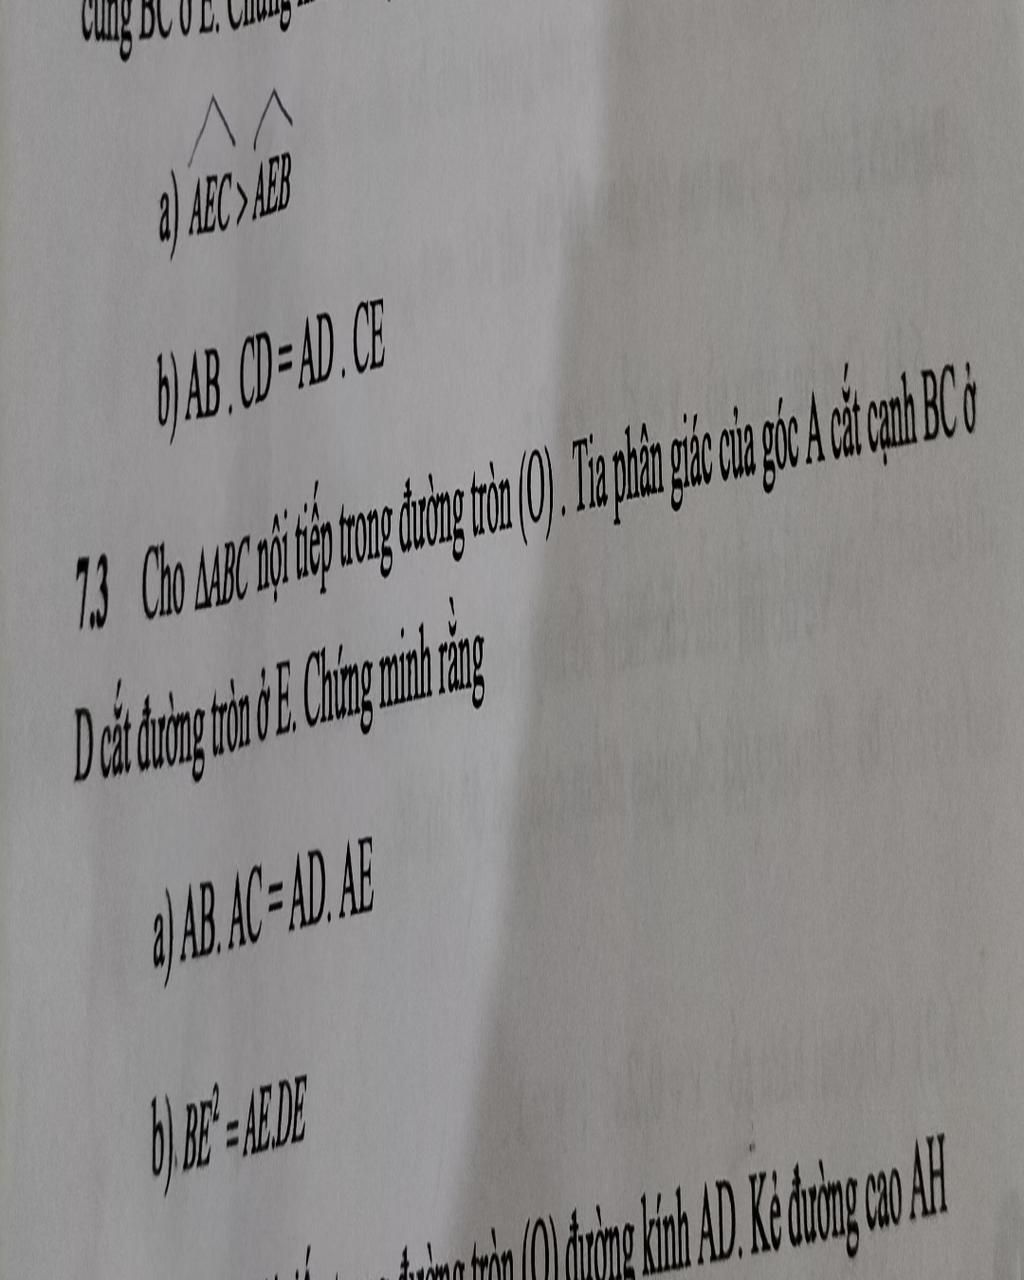 cung BC ở E. Chứng
a) AEC > AEB
b) AB . CD = AD . CE
7.3 Cho ΔABC nội tiếp trong đường tròn (O) . Tia phân giác của góc A cắt cạnh BC ở
D cắt đường tròn ở E. Chứng minh rằng
a) AB. AC = AD. AE
b). BE² = AE.DE
đường tròn (O) đường kính AD. Kẻ đường cao AH